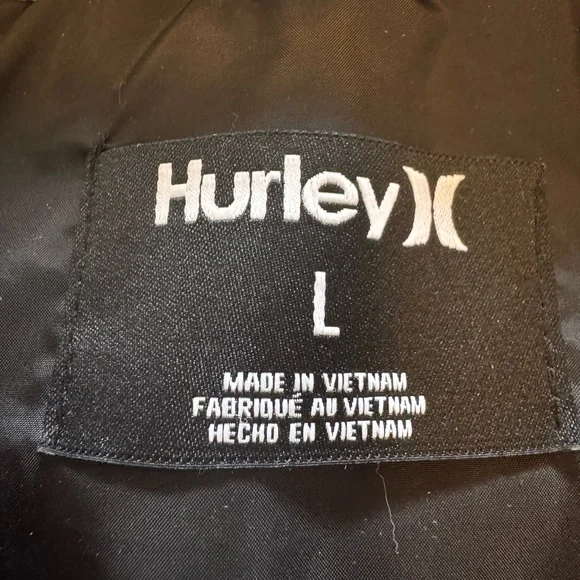 Hurley
L
MADE IN VIETNAM
FABRIQUÉ AU VIETNAM
HECHO EN VIETNAM